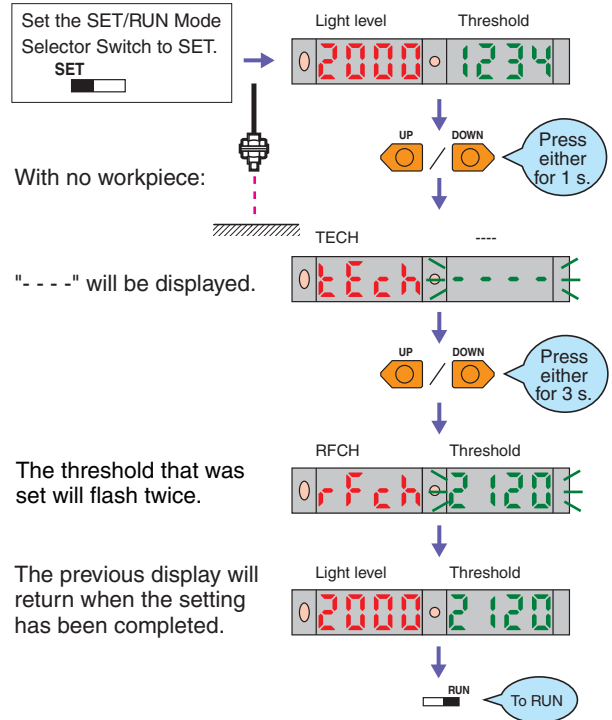 Set the SET/RUN Mode
Selector Switch to SET.
SET
Light level Threshold
2000 1234
UP / DOWN
Press
either
for 1 s.
With no workpiece:
TECH ----
"- - - -" will be displayed.
tEch - - - -
UP / DOWN
Press
either
for 3 s.
RFCH Threshold
The threshold that was
set will flash twice.
rFch 2120
The previous display will
return when the setting
has been completed.
Light level Threshold
2000 2120
RUN
To RUN